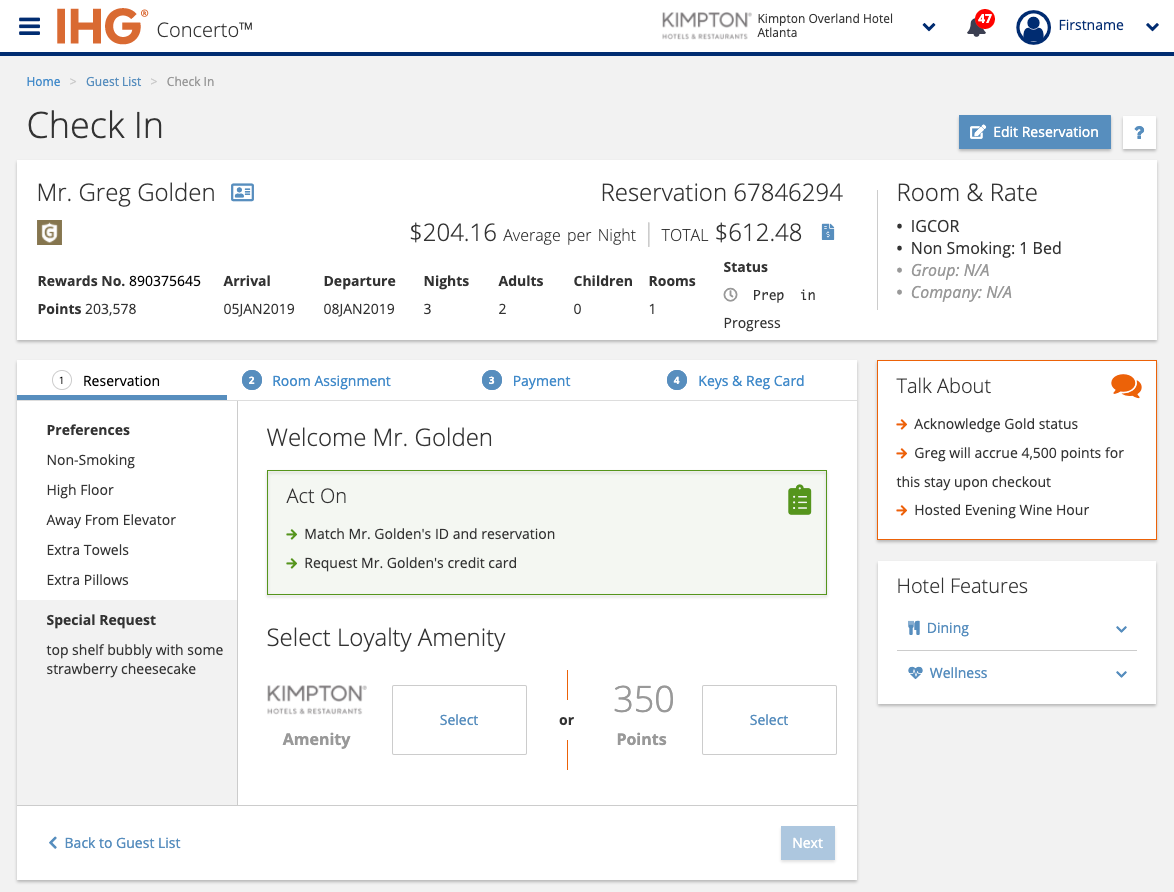 IHG® Concerto™
KIMPTON®
HOTELS & RESTAURANTS
Kimpton Overland Hotel
Atlanta
47
Firstname
Home > Guest List > Check In
Check In
Edit Reservation
?
Mr. Greg Golden
G
Reservation 67846294
$204.16 Average per Night | TOTAL $612.48
$
Rewards No. 890375645
Points 203,578
Arrival
05JAN2019
Departure
08JAN2019
Nights
3
Adults
2
Children
0
Rooms
1
Status
Prep in
Progress
Room & Rate
• IGCOR
• Non Smoking: 1 Bed
• Group: N/A
• Company: N/A
1 Reservation
2 Room Assignment
3 Payment
4 Keys & Reg Card
Preferences
Non-Smoking
High Floor
Away From Elevator
Extra Towels
Extra Pillows
Special Request
top shelf bubbly with some
strawberry cheesecake
Welcome Mr. Golden
Act On
→ Match Mr. Golden's ID and reservation
→ Request Mr. Golden's credit card
Select Loyalty Amenity
KIMPTON®
HOTELS & RESTAURANTS
Amenity
Select
or
350
Points
Select
Back to Guest List
Next
Talk About
→ Acknowledge Gold status
→ Greg will accrue 4,500 points for
this stay upon checkout
→ Hosted Evening Wine Hour
Hotel Features
Dining
Wellness